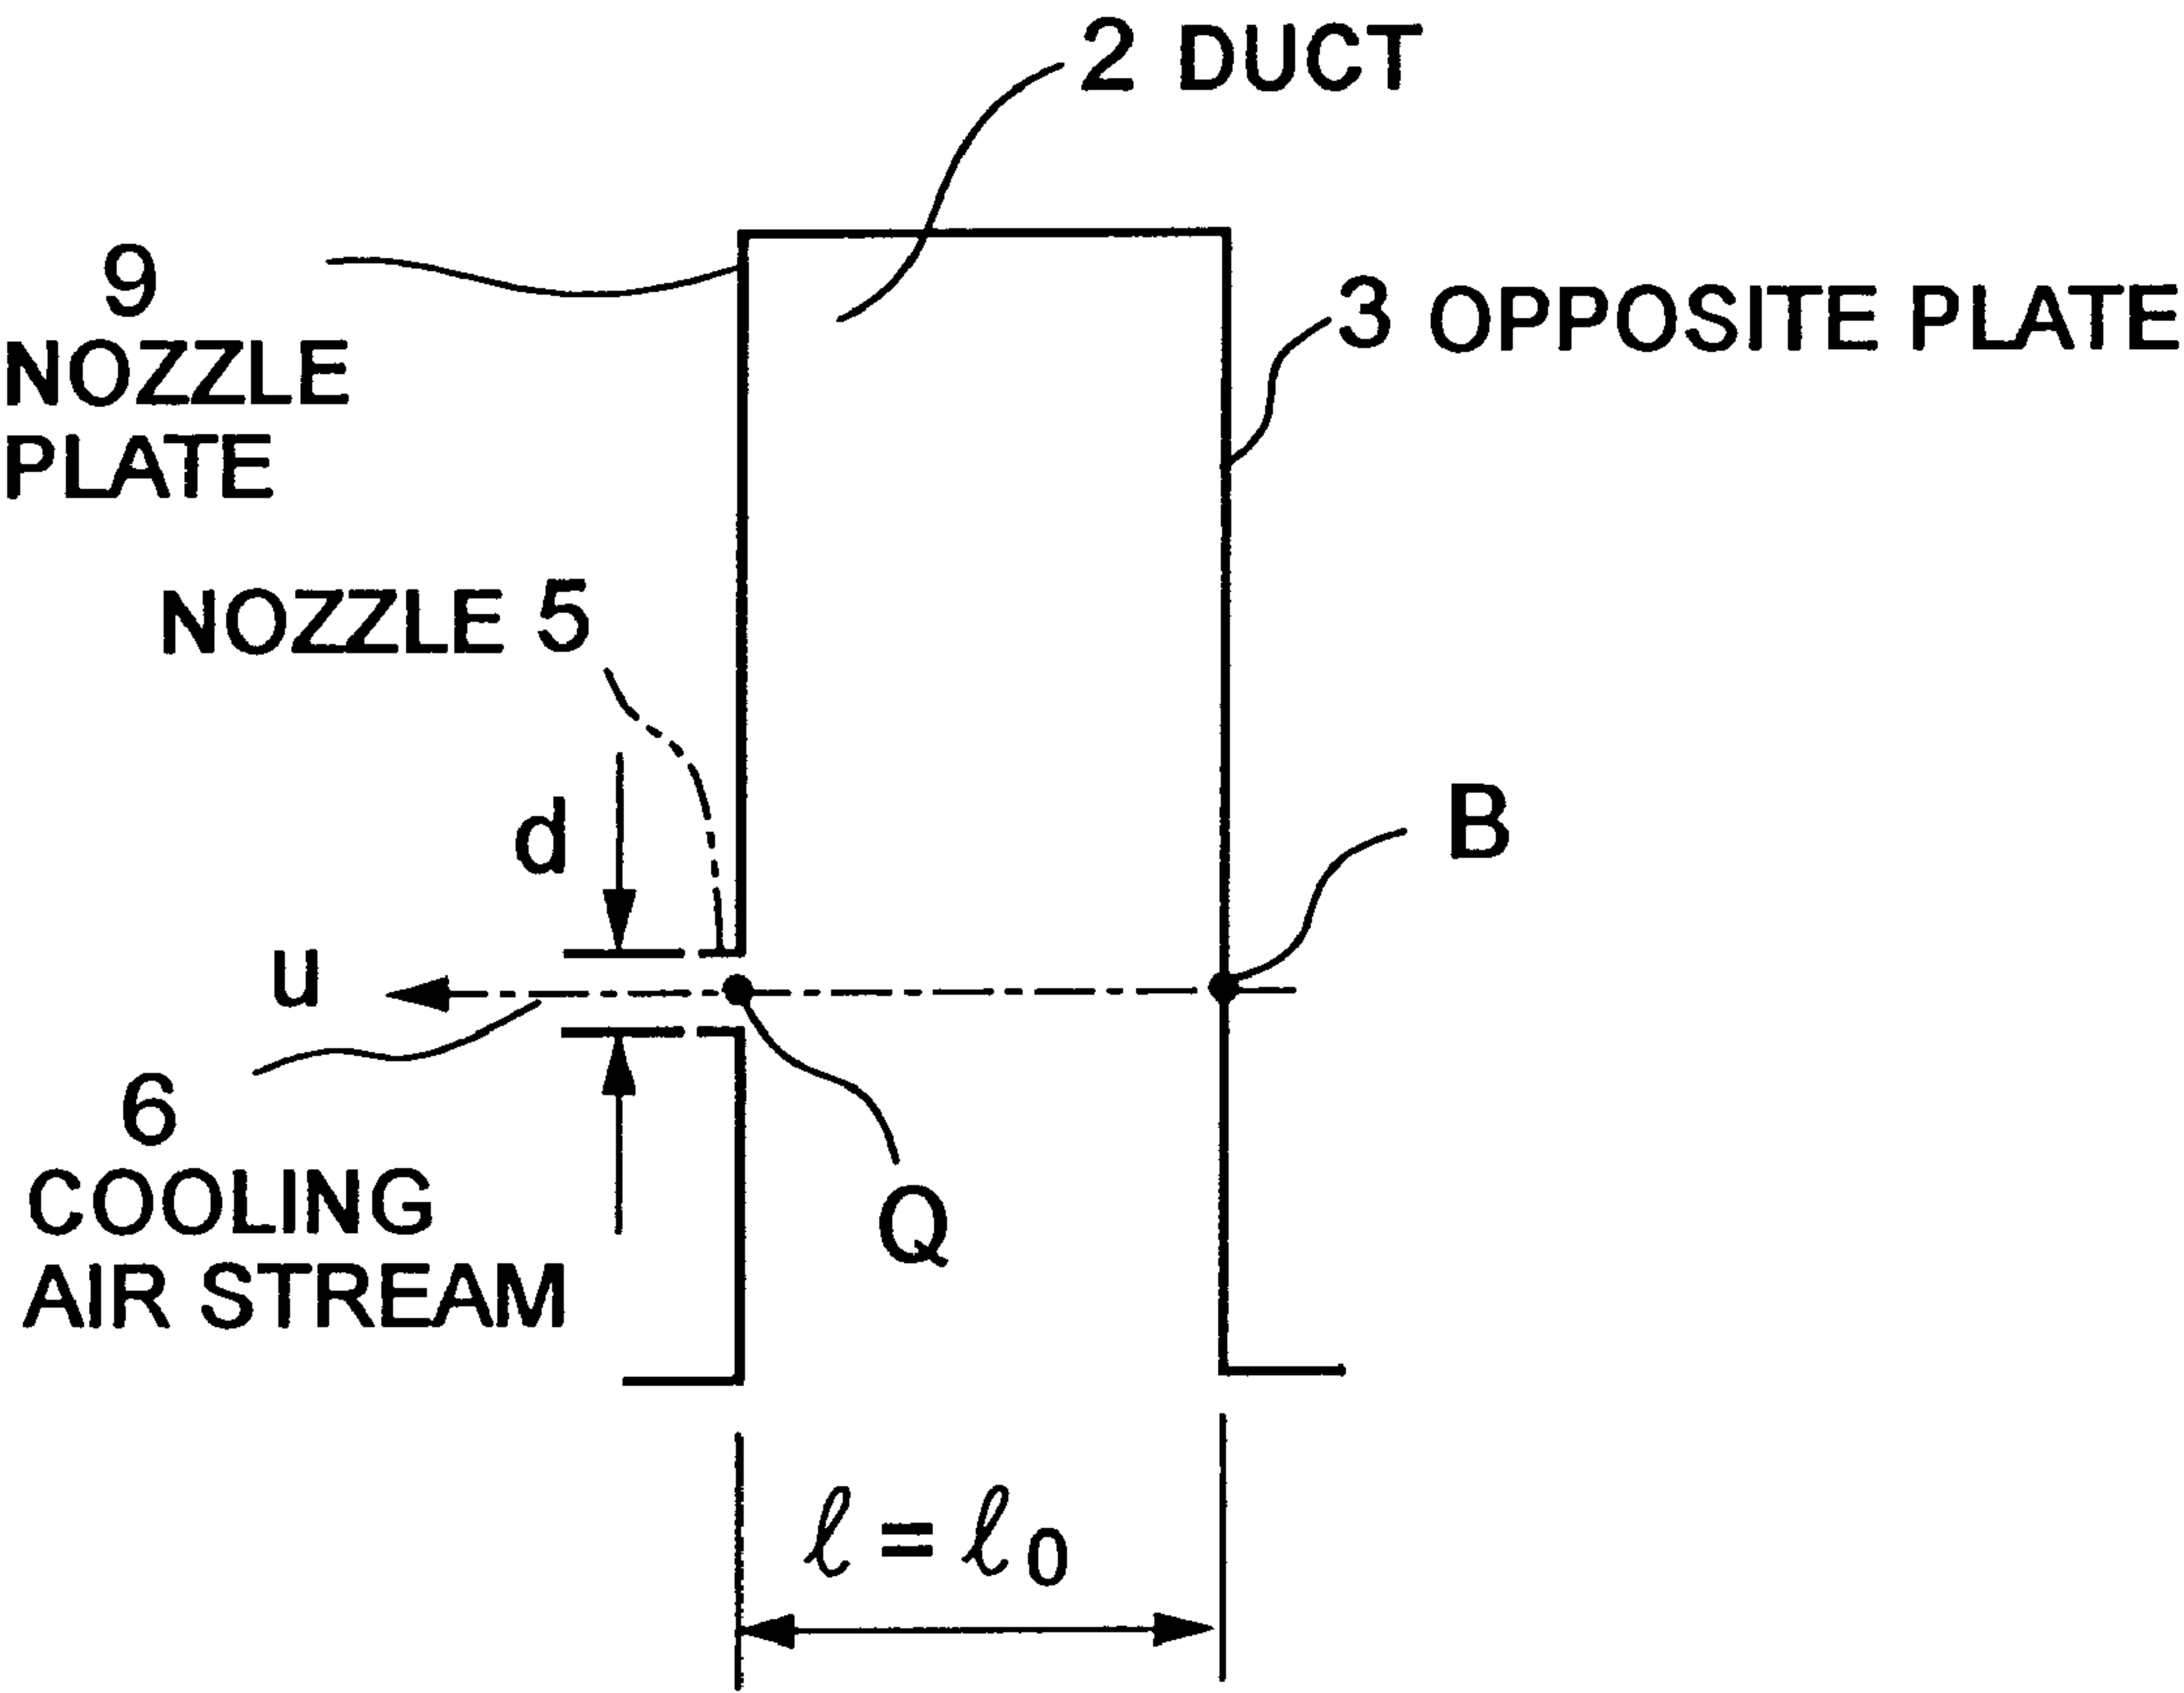 2 DUCT
9
NOZZLE
PLATE
3 OPPOSITE PLATE
NOZZLE 5
d
B
u
6
COOLING
AIR STREAM
Q
ℓ = ℓ0